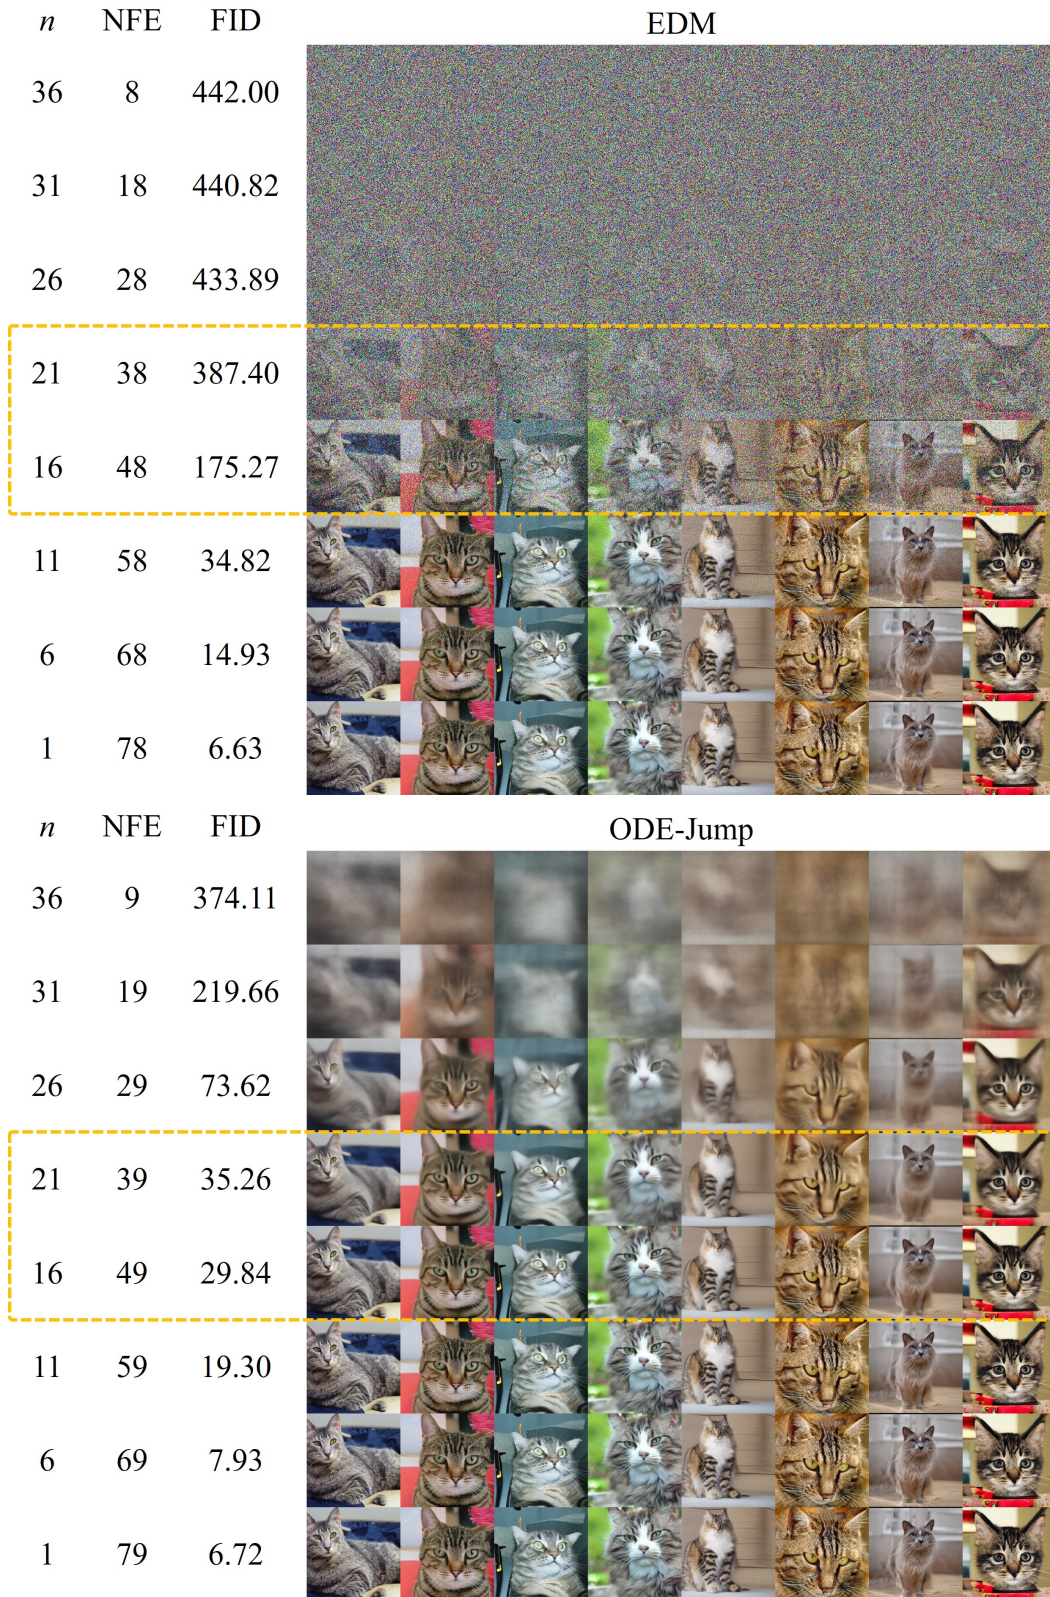 n NFE FID EDM
36 8 442.00
31 18 440.82
26 28 433.89
21 38 387.40
16 48 175.27
11 58 34.82
6 68 14.93
1 78 6.63
n NFE FID ODE-Jump
36 9 374.11
31 19 219.66
26 29 73.62
21 39 35.26
16 49 29.84
11 59 19.30
6 69 7.93
1 79 6.72